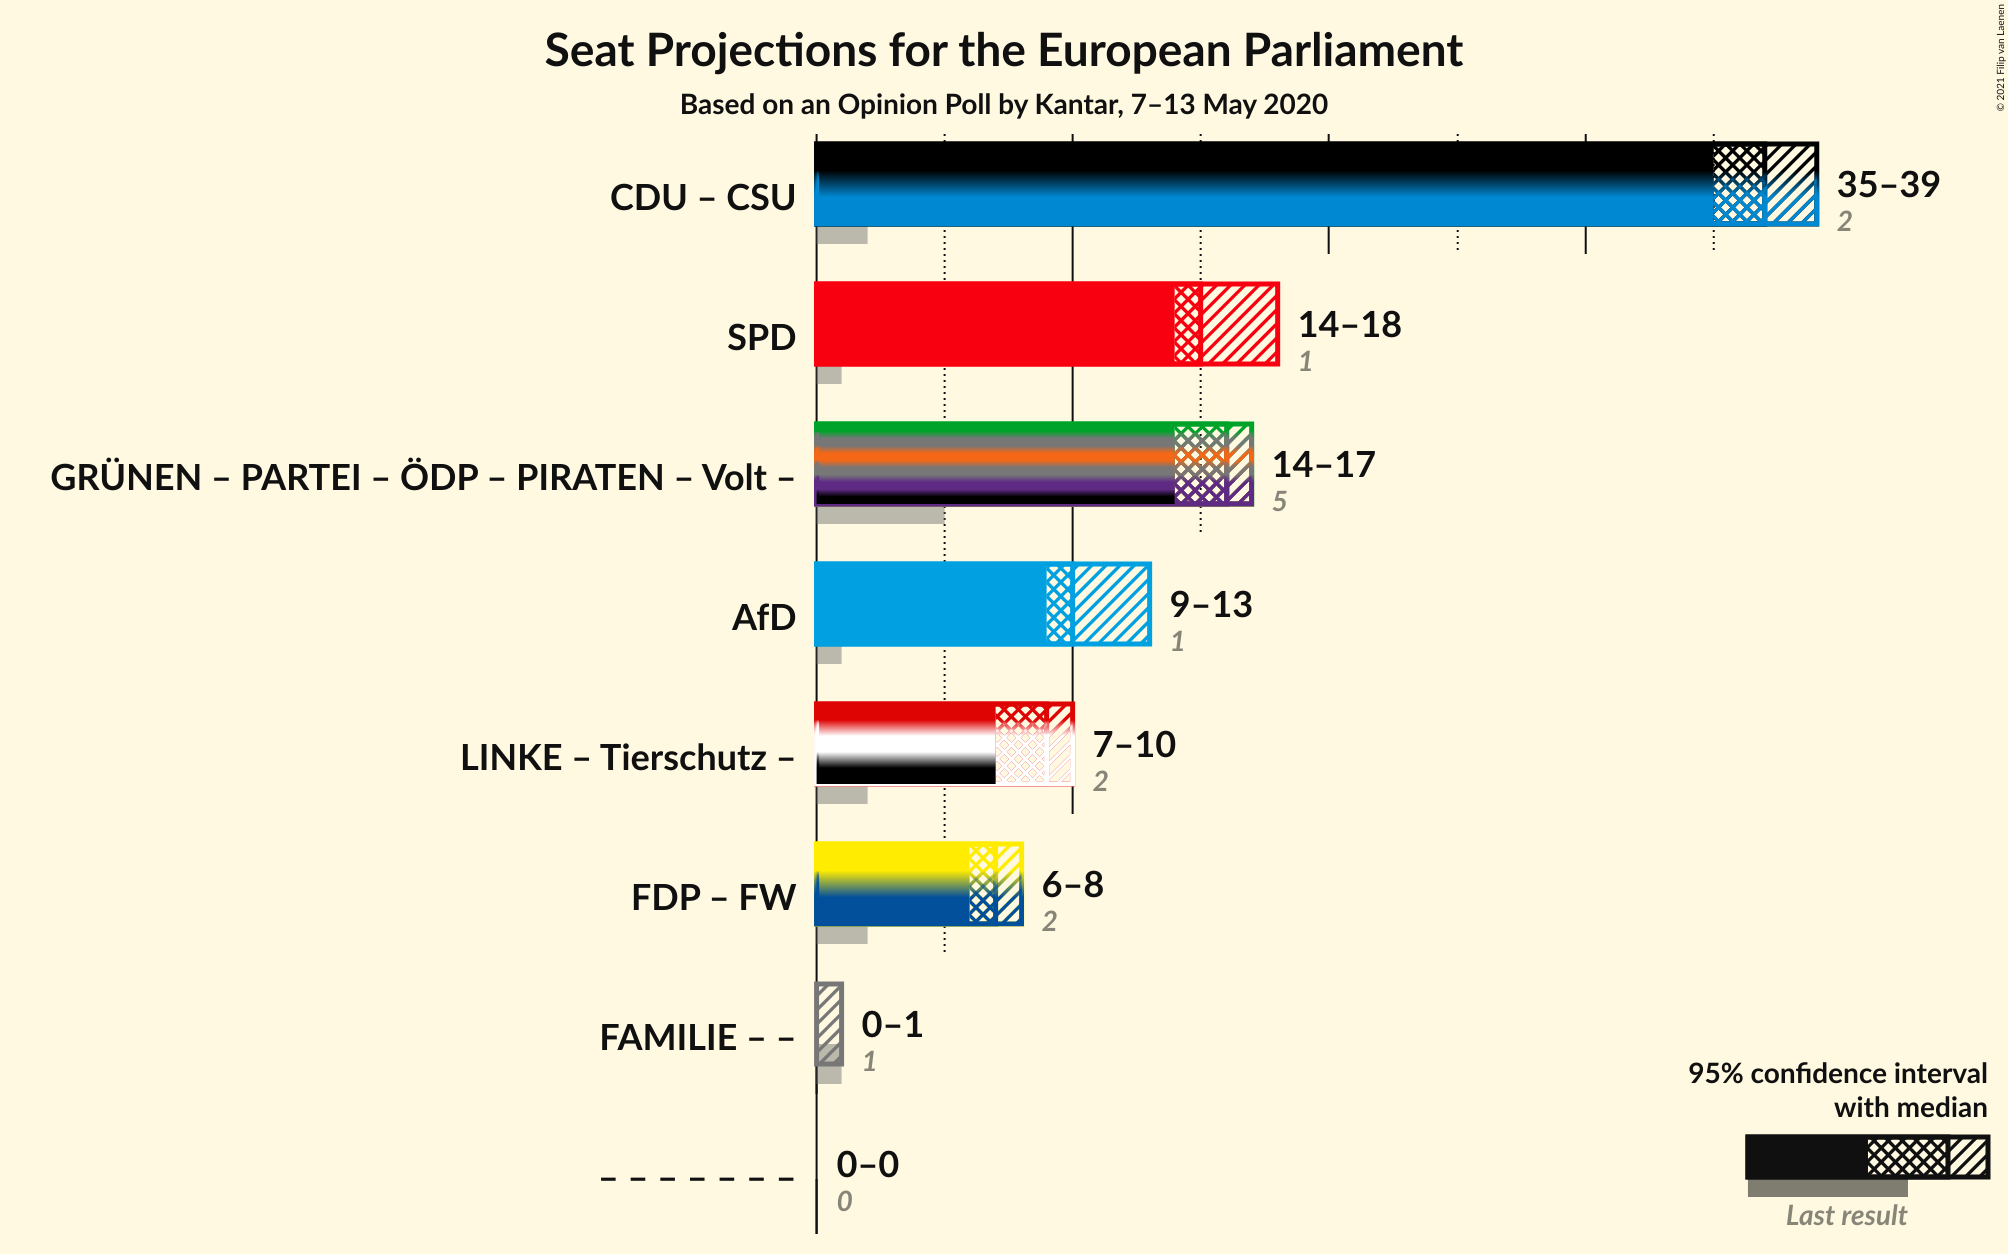 Seat Projections for the European Parliament
Based on an Opinion Poll by Kantar, 7–13 May 2020
© 2021 Filip van Laenen
CDU – CSU
35–39
2
SPD
14–18
1
GRÜNEN – PARTEI – ÖDP – PIRATEN – Volt –
14–17
5
AfD
9–13
1
LINKE – Tierschutz –
7–10
2
FDP – FW
6–8
2
FAMILIE – –
0–1
1
– – – – – – –
0–0
0
95% confidence interval
with median
Last result